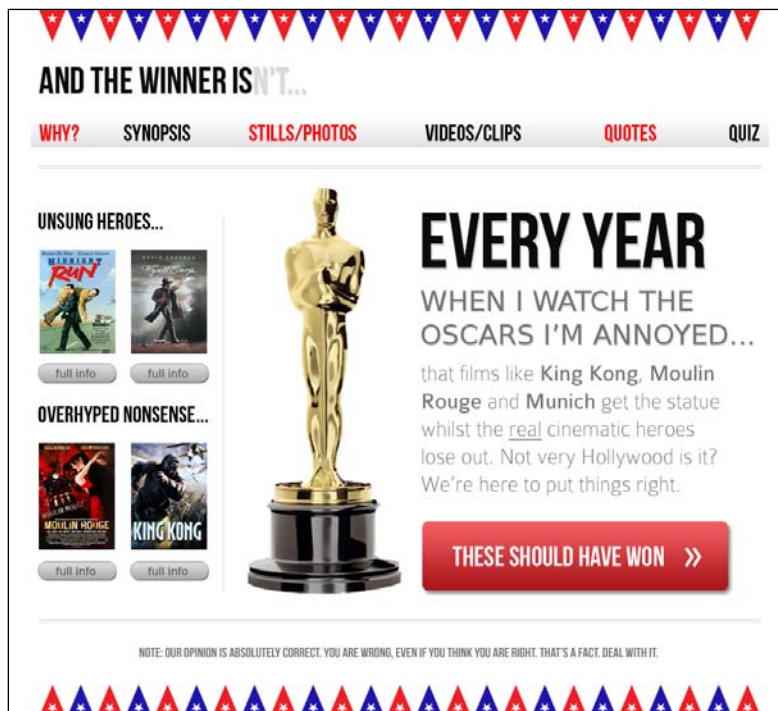 AND THE WINNER ISN'T...
WHY? SYNOPSIS STILLS/PHOTOS VIDEOS/CLIPS QUOTES QUIZ
UNSUNG HEROES...
MIDNIGHT
RUN
Wyatt Earp
full info full info
OVERHYPED NONSENSE...
MOULIN ROUGE
KING KONG
full info full info
EVERY YEAR
WHEN I WATCH THE
OSCARS I'M ANNOYED...
that films like King Kong, Moulin
Rouge and Munich get the statue
whilst the real cinematic heroes
lose out. Not very Hollywood is it?
We're here to put things right.
THESE SHOULD HAVE WON »
NOTE: OUR OPINION IS ABSOLUTELY CORRECT. YOU ARE WRONG, EVEN IF YOU THINK YOU ARE RIGHT. THAT'S A FACT. DEAL WITH IT.